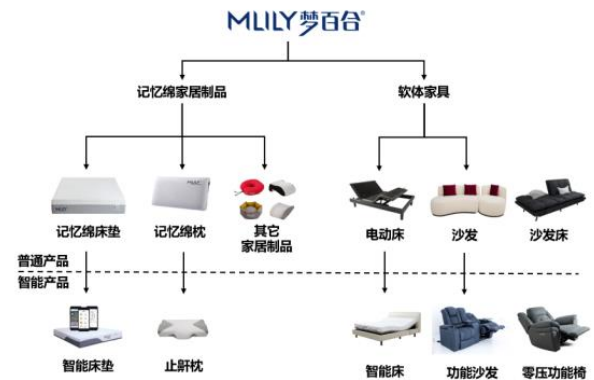 MLILY梦百合®
记忆绵家居制品
软体家具
MLILY
记忆绵床垫
记忆绵枕
其它
家居制品
电动床
沙发
沙发床
普通产品
智能产品
智能床垫
止鼾枕
智能床
功能沙发
零压功能椅